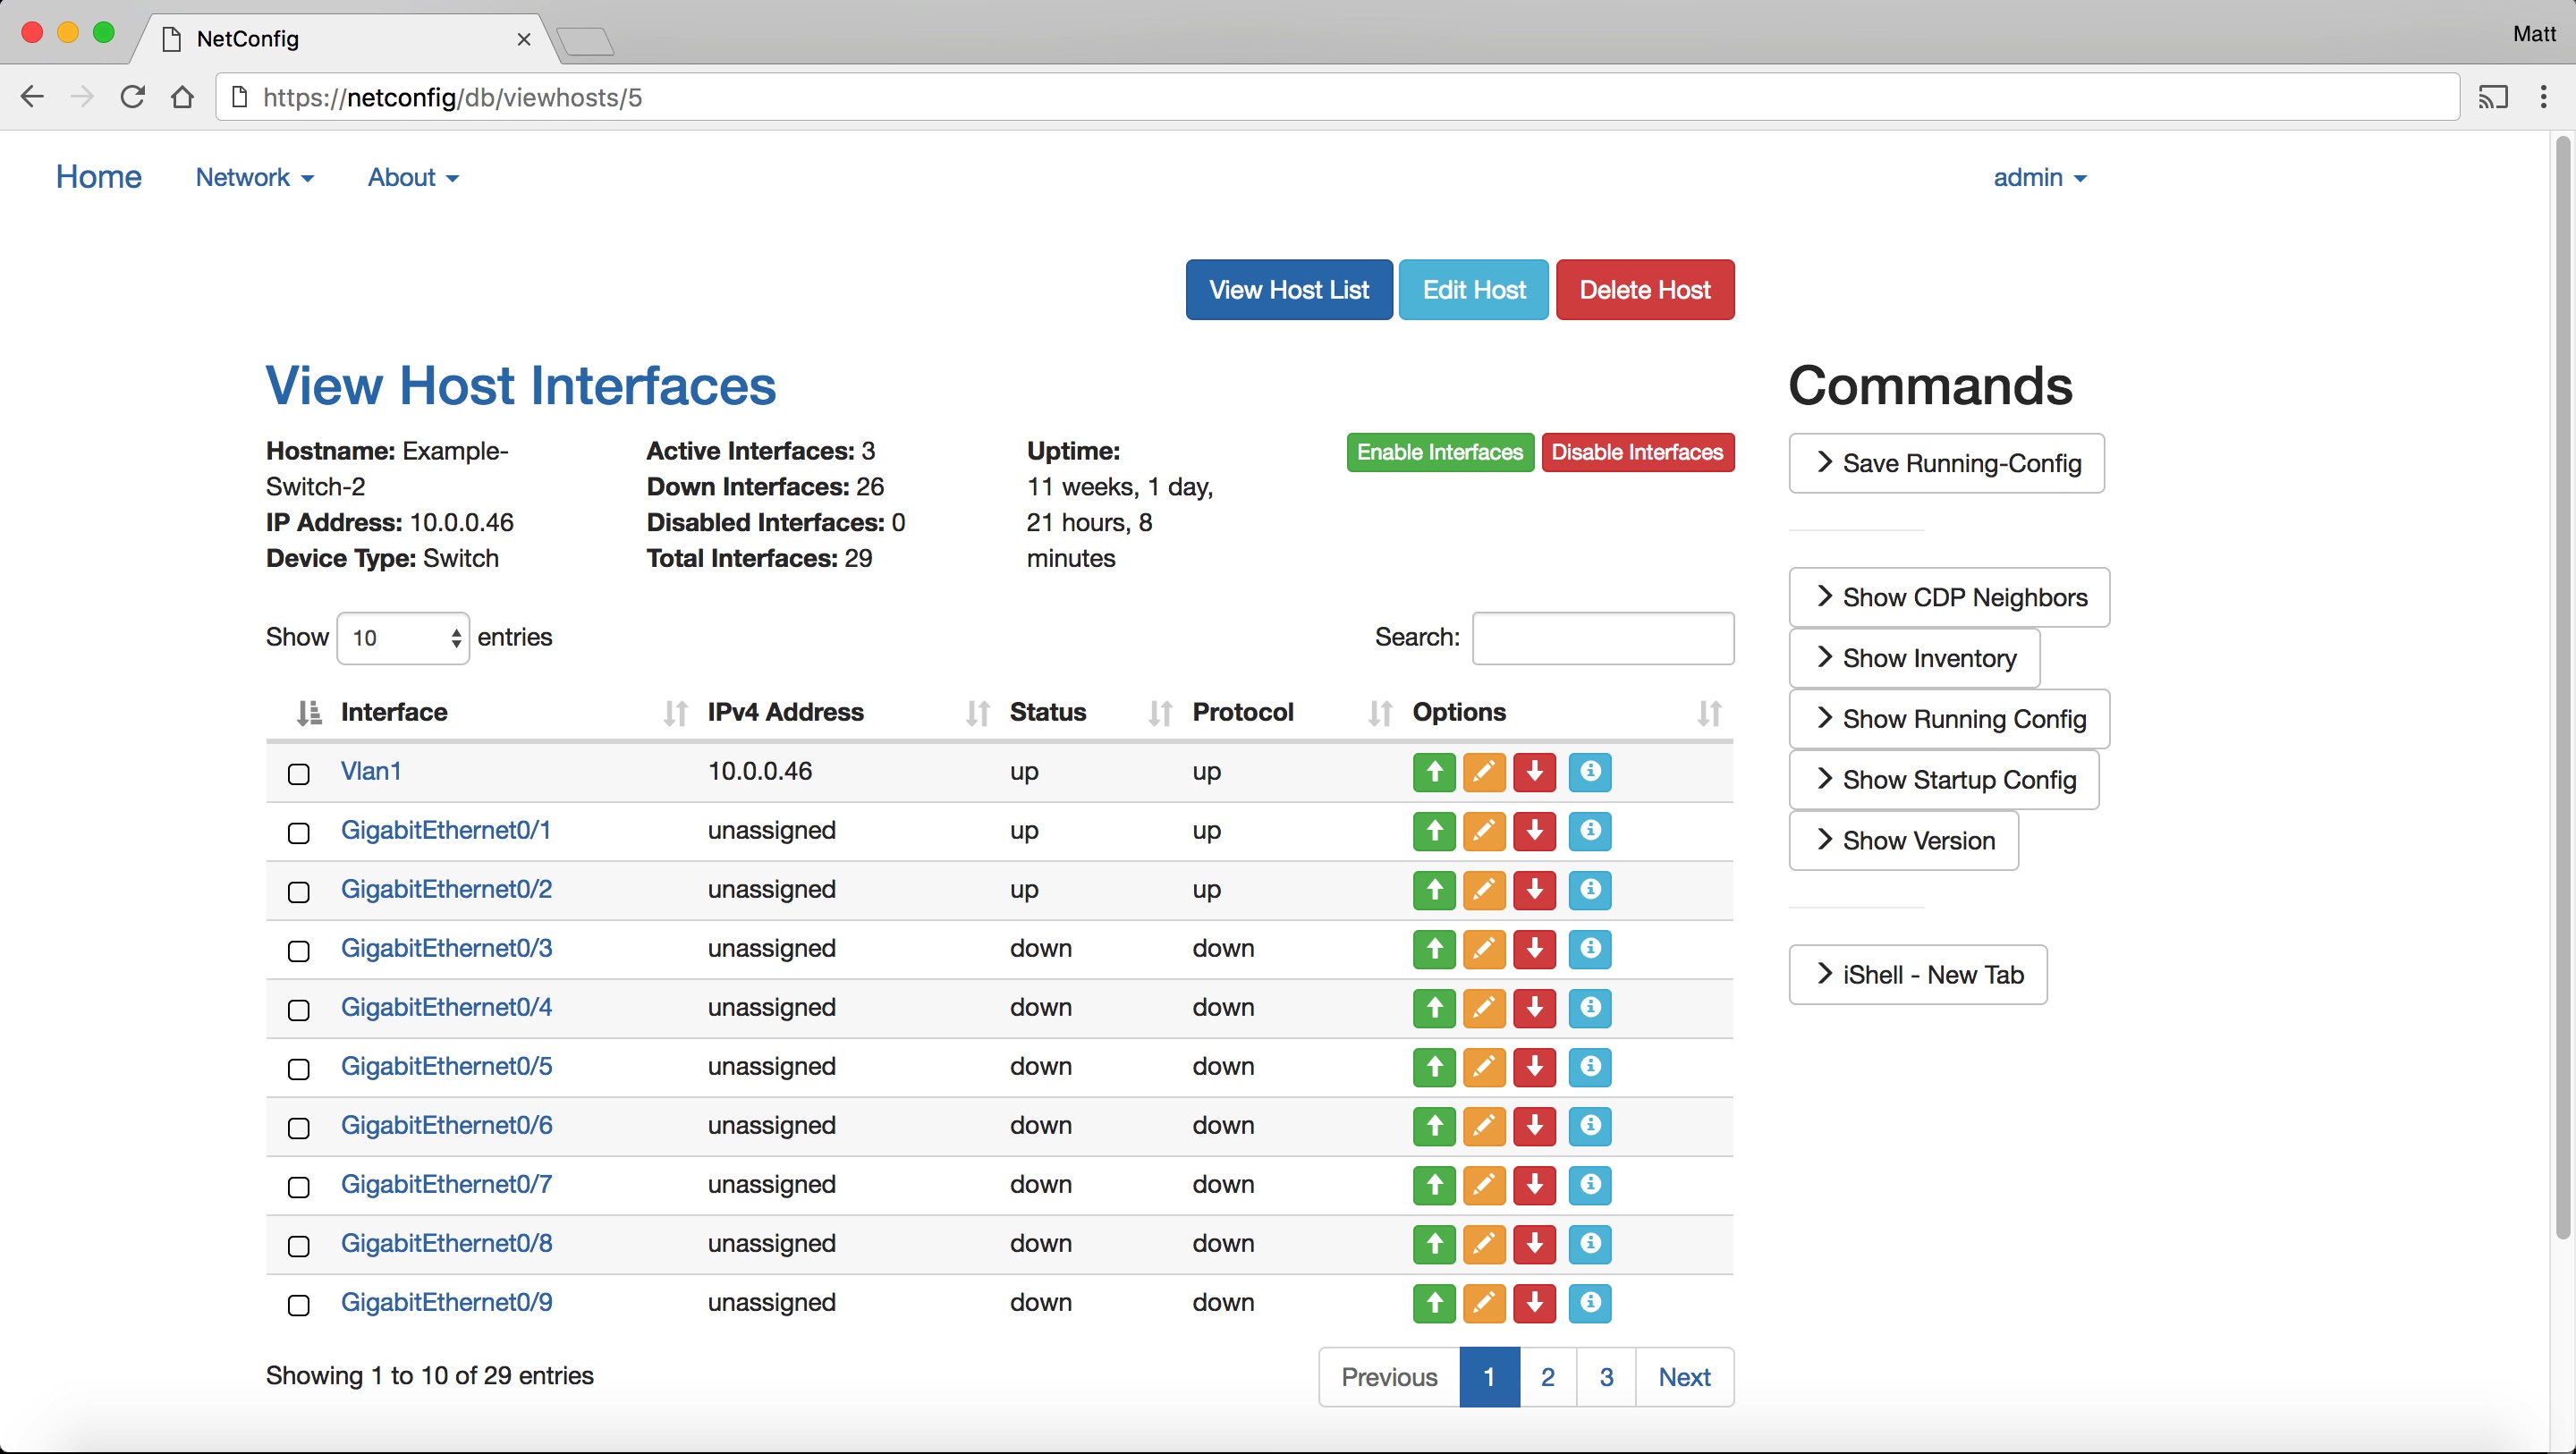 NetConfig
Matt
https://netconfig/db/viewhosts/5
Home Network About admin
View Host List Edit Host Delete Host
View Host Interfaces
Hostname: Example-
Switch-2
IP Address: 10.0.0.46
Device Type: Switch
Active Interfaces: 3
Down Interfaces: 26
Disabled Interfaces: 0
Total Interfaces: 29
Uptime:
11 weeks, 1 day,
21 hours, 8
minutes
Enable Interfaces Disable Interfaces
Show 10 entries
Search:
Interface IPv4 Address Status Protocol Options
Vlan1 10.0.0.46 up up
GigabitEthernet0/1 unassigned up up
GigabitEthernet0/2 unassigned up up
GigabitEthernet0/3 unassigned down down
GigabitEthernet0/4 unassigned down down
GigabitEthernet0/5 unassigned down down
GigabitEthernet0/6 unassigned down down
GigabitEthernet0/7 unassigned down down
GigabitEthernet0/8 unassigned down down
GigabitEthernet0/9 unassigned down down
Showing 1 to 10 of 29 entries
Previous 1 2 3 Next
Commands
Save Running-Config
Show CDP Neighbors
Show Inventory
Show Running Config
Show Startup Config
Show Version
iShell - New Tab